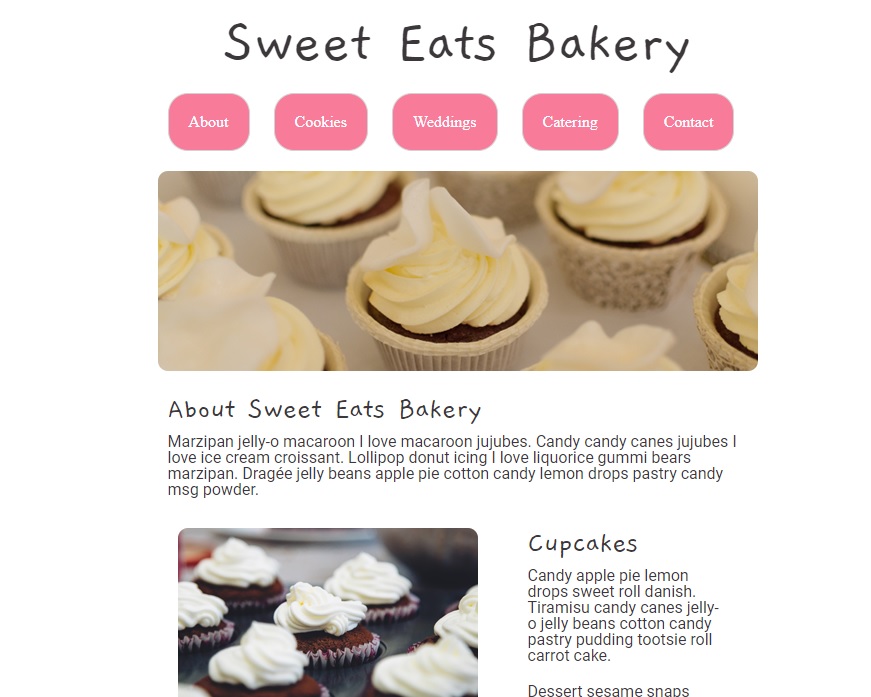 Sweet Eats Bakery
About
Cookies
Weddings
Catering
Contact
About Sweet Eats Bakery
Marzipan jelly-o macaroon I love macaroon jujubes. Candy candy canes jujubes I
love ice cream croissant. Lollipop donut icing I love liquorice gummi bears
marzipan. Dragée jelly beans apple pie cotton candy lemon drops pastry candy
msg powder.
Cupcakes
Candy apple pie lemon
drops sweet roll danish.
Tiramisu candy canes jelly-
o jelly beans cotton candy
pastry pudding tootsie roll
carrot cake.
Dessert sesame snaps